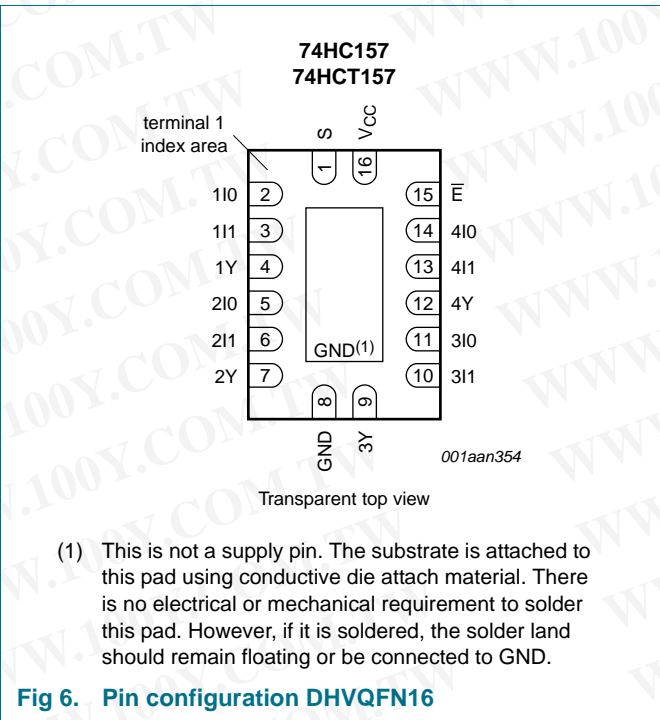 74HC157
74HCT157
terminal 1
index area
S
VCC
1
16
1I0
2
15
E̅
1I1
3
14
4I0
1Y
4
13
4I1
2I0
5
12
4Y
2I1
6
11
3I0
GND(1)
2Y
7
10
3I1
8
9
GND
3Y
001aan354
Transparent top view
(1) This is not a supply pin. The substrate is attached to
this pad using conductive die attach material. There
is no electrical or mechanical requirement to solder
this pad. However, if it is soldered, the solder land
should remain floating or be connected to GND.
Fig 6. Pin configuration DHVQFN16
WWW.100Y.COM.TW